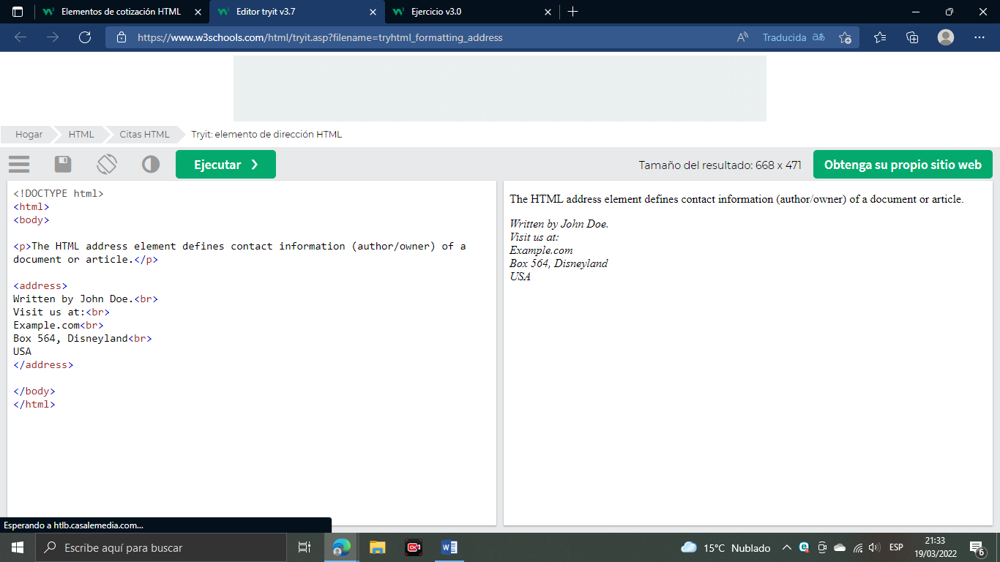 Elementos de cotización HTML
Editor tryit v3.7
Ejercicio v3.0
https://www.w3schools.com/html/tryit.asp?filename=tryhtml_formatting_address
Traducida
Hogar
HTML
Citas HTML
Tryit: elemento de dirección HTML
Ejecutar ❯
Tamaño del resultado: 668 x 471
Obtenga su propio sitio web
<!DOCTYPE html>
<html>
<body>
<p>The HTML address element defines contact information (author/owner) of a
document or article.</p>
<address>
Written by John Doe.<br>
Visit us at:<br>
Example.com<br>
Box 564, Disneyland<br>
USA
</address>
</body>
</html>
The HTML address element defines contact information (author/owner) of a document or article.
Written by John Doe.
Visit us at:
Example.com
Box 564, Disneyland
USA
Esperando a htlb.casalemedia.com...
Escribe aquí para buscar
15°C Nublado
ESP
21:33
19/03/2022
6